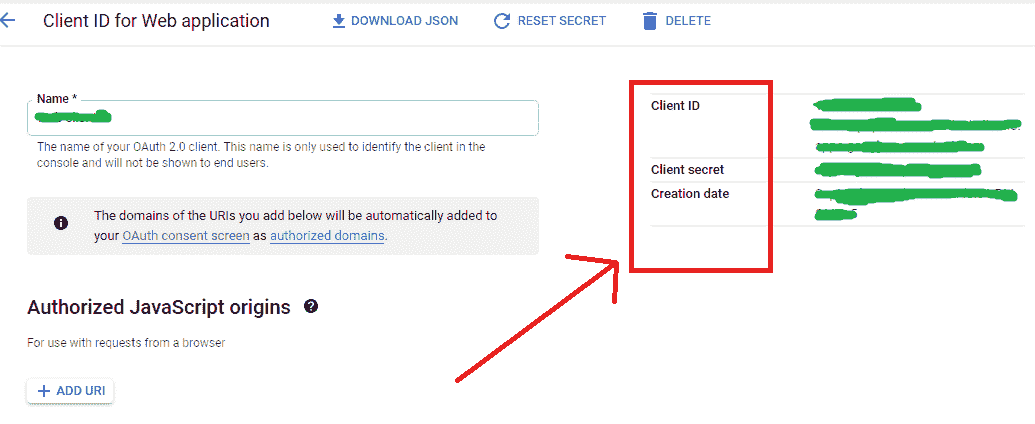 Client ID for Web application
DOWNLOAD JSON
RESET SECRET
DELETE
Name *
The name of your OAuth 2.0 client. This name is only used to identify the client in the
console and will not be shown to end users.
The domains of the URIs you add below will be automatically added to
your OAuth consent screen as authorized domains.
Authorized JavaScript origins
For use with requests from a browser
ADD URI
Client ID
Client secret
Creation date